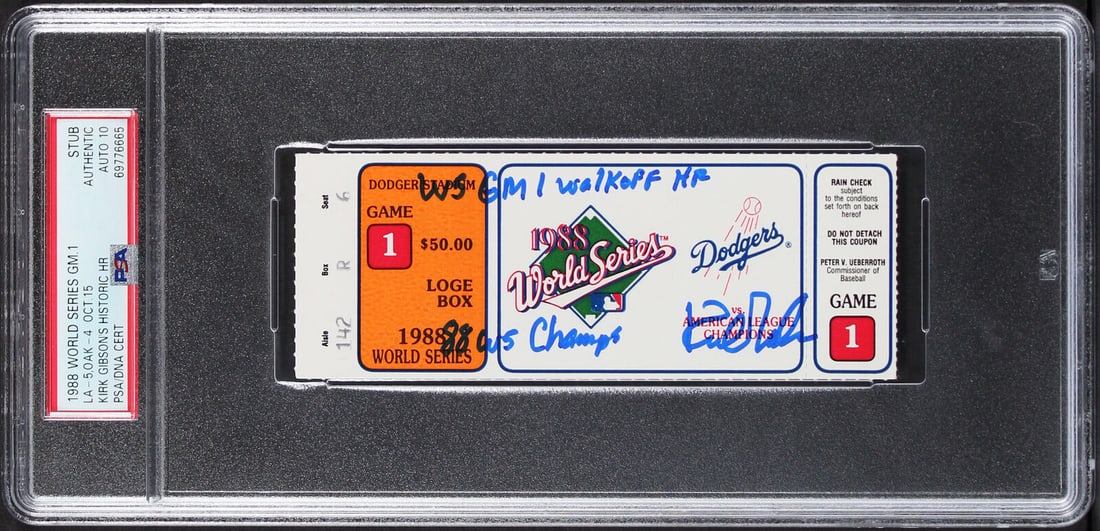 1988 WORLD SERIES GM.1
LA-5,OAK-4 OCT.15
KIRK GIBSON'S HISTORIC HR
PSA/DNA CERT
STUB
AUTHENTIC
AUTO 10
69776665
PSA
Aisle 142
Box R
Seat 6
DODGER STADIUM
GAME
1
$50.00
LOGE
BOX
1988
WORLD SERIES
WS GM 1 WalkOFF HR
1988
World Series™
Dodgers®
vs.
AMERICAN LEAGUE
CHAMPIONS
88 WS Champs
RAIN CHECK
subject
to the conditions
set forth on back
hereof
DO NOT DETACH
THIS COUPON
PETER V. UEBERROTH
Commissioner of
Baseball
GAME
1